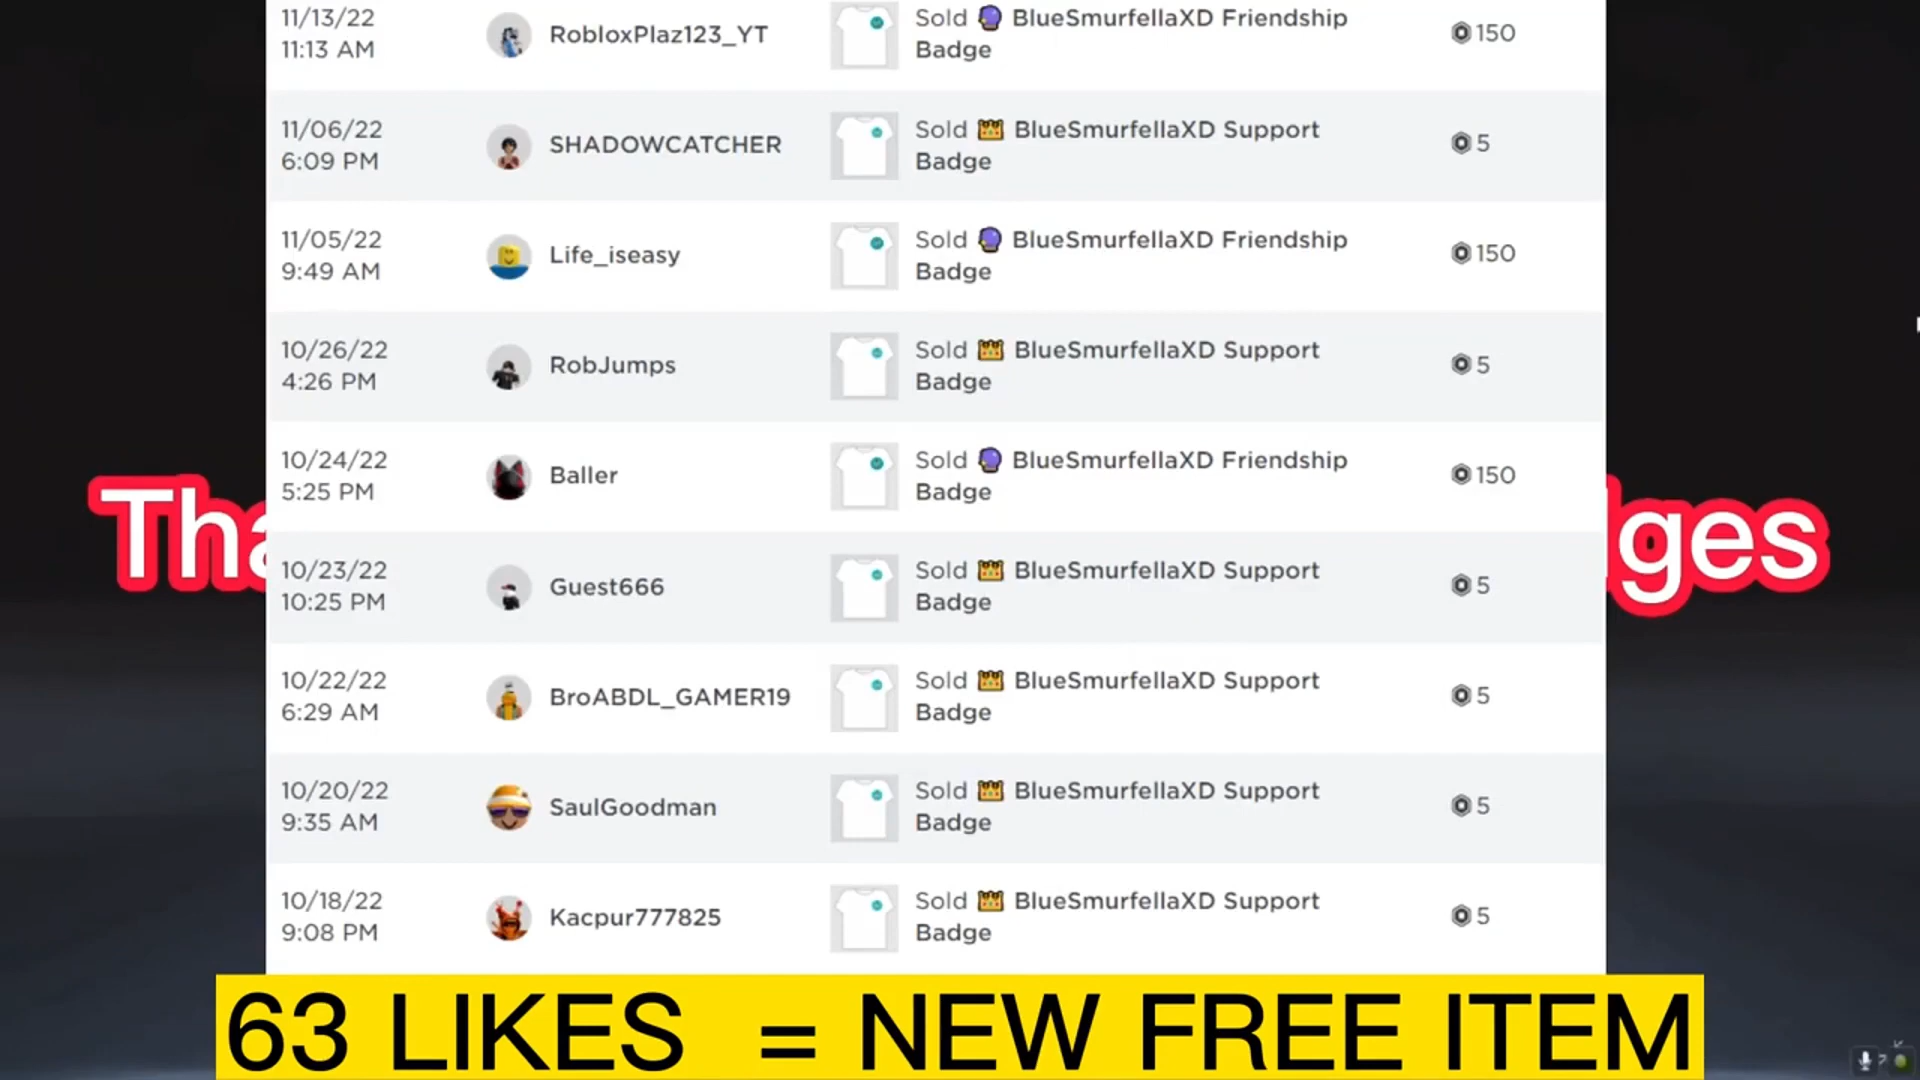 11/13/22
11:13 AM
RobloxPlaz123_YT
Sold BlueSmurfellaXD Friendship
Badge
150
11/06/22
6:09 PM
SHADOWCATCHER
Sold BlueSmurfellaXD Support
Badge
5
11/05/22
9:49 AM
Life_iseasy
Sold BlueSmurfellaXD Friendship
Badge
150
10/26/22
4:26 PM
RobJumps
Sold BlueSmurfellaXD Support
Badge
5
10/24/22
5:25 PM
Baller
Sold BlueSmurfellaXD Friendship
Badge
150
Tha
dges
10/23/22
10:25 PM
Guest666
Sold BlueSmurfellaXD Support
Badge
5
10/22/22
6:29 AM
BroABDL_GAMER19
Sold BlueSmurfellaXD Support
Badge
5
10/20/22
9:35 AM
SaulGoodman
Sold BlueSmurfellaXD Support
Badge
5
10/18/22
9:08 PM
Kacpur777825
Sold BlueSmurfellaXD Support
Badge
5
63 LIKES = NEW FREE ITEM